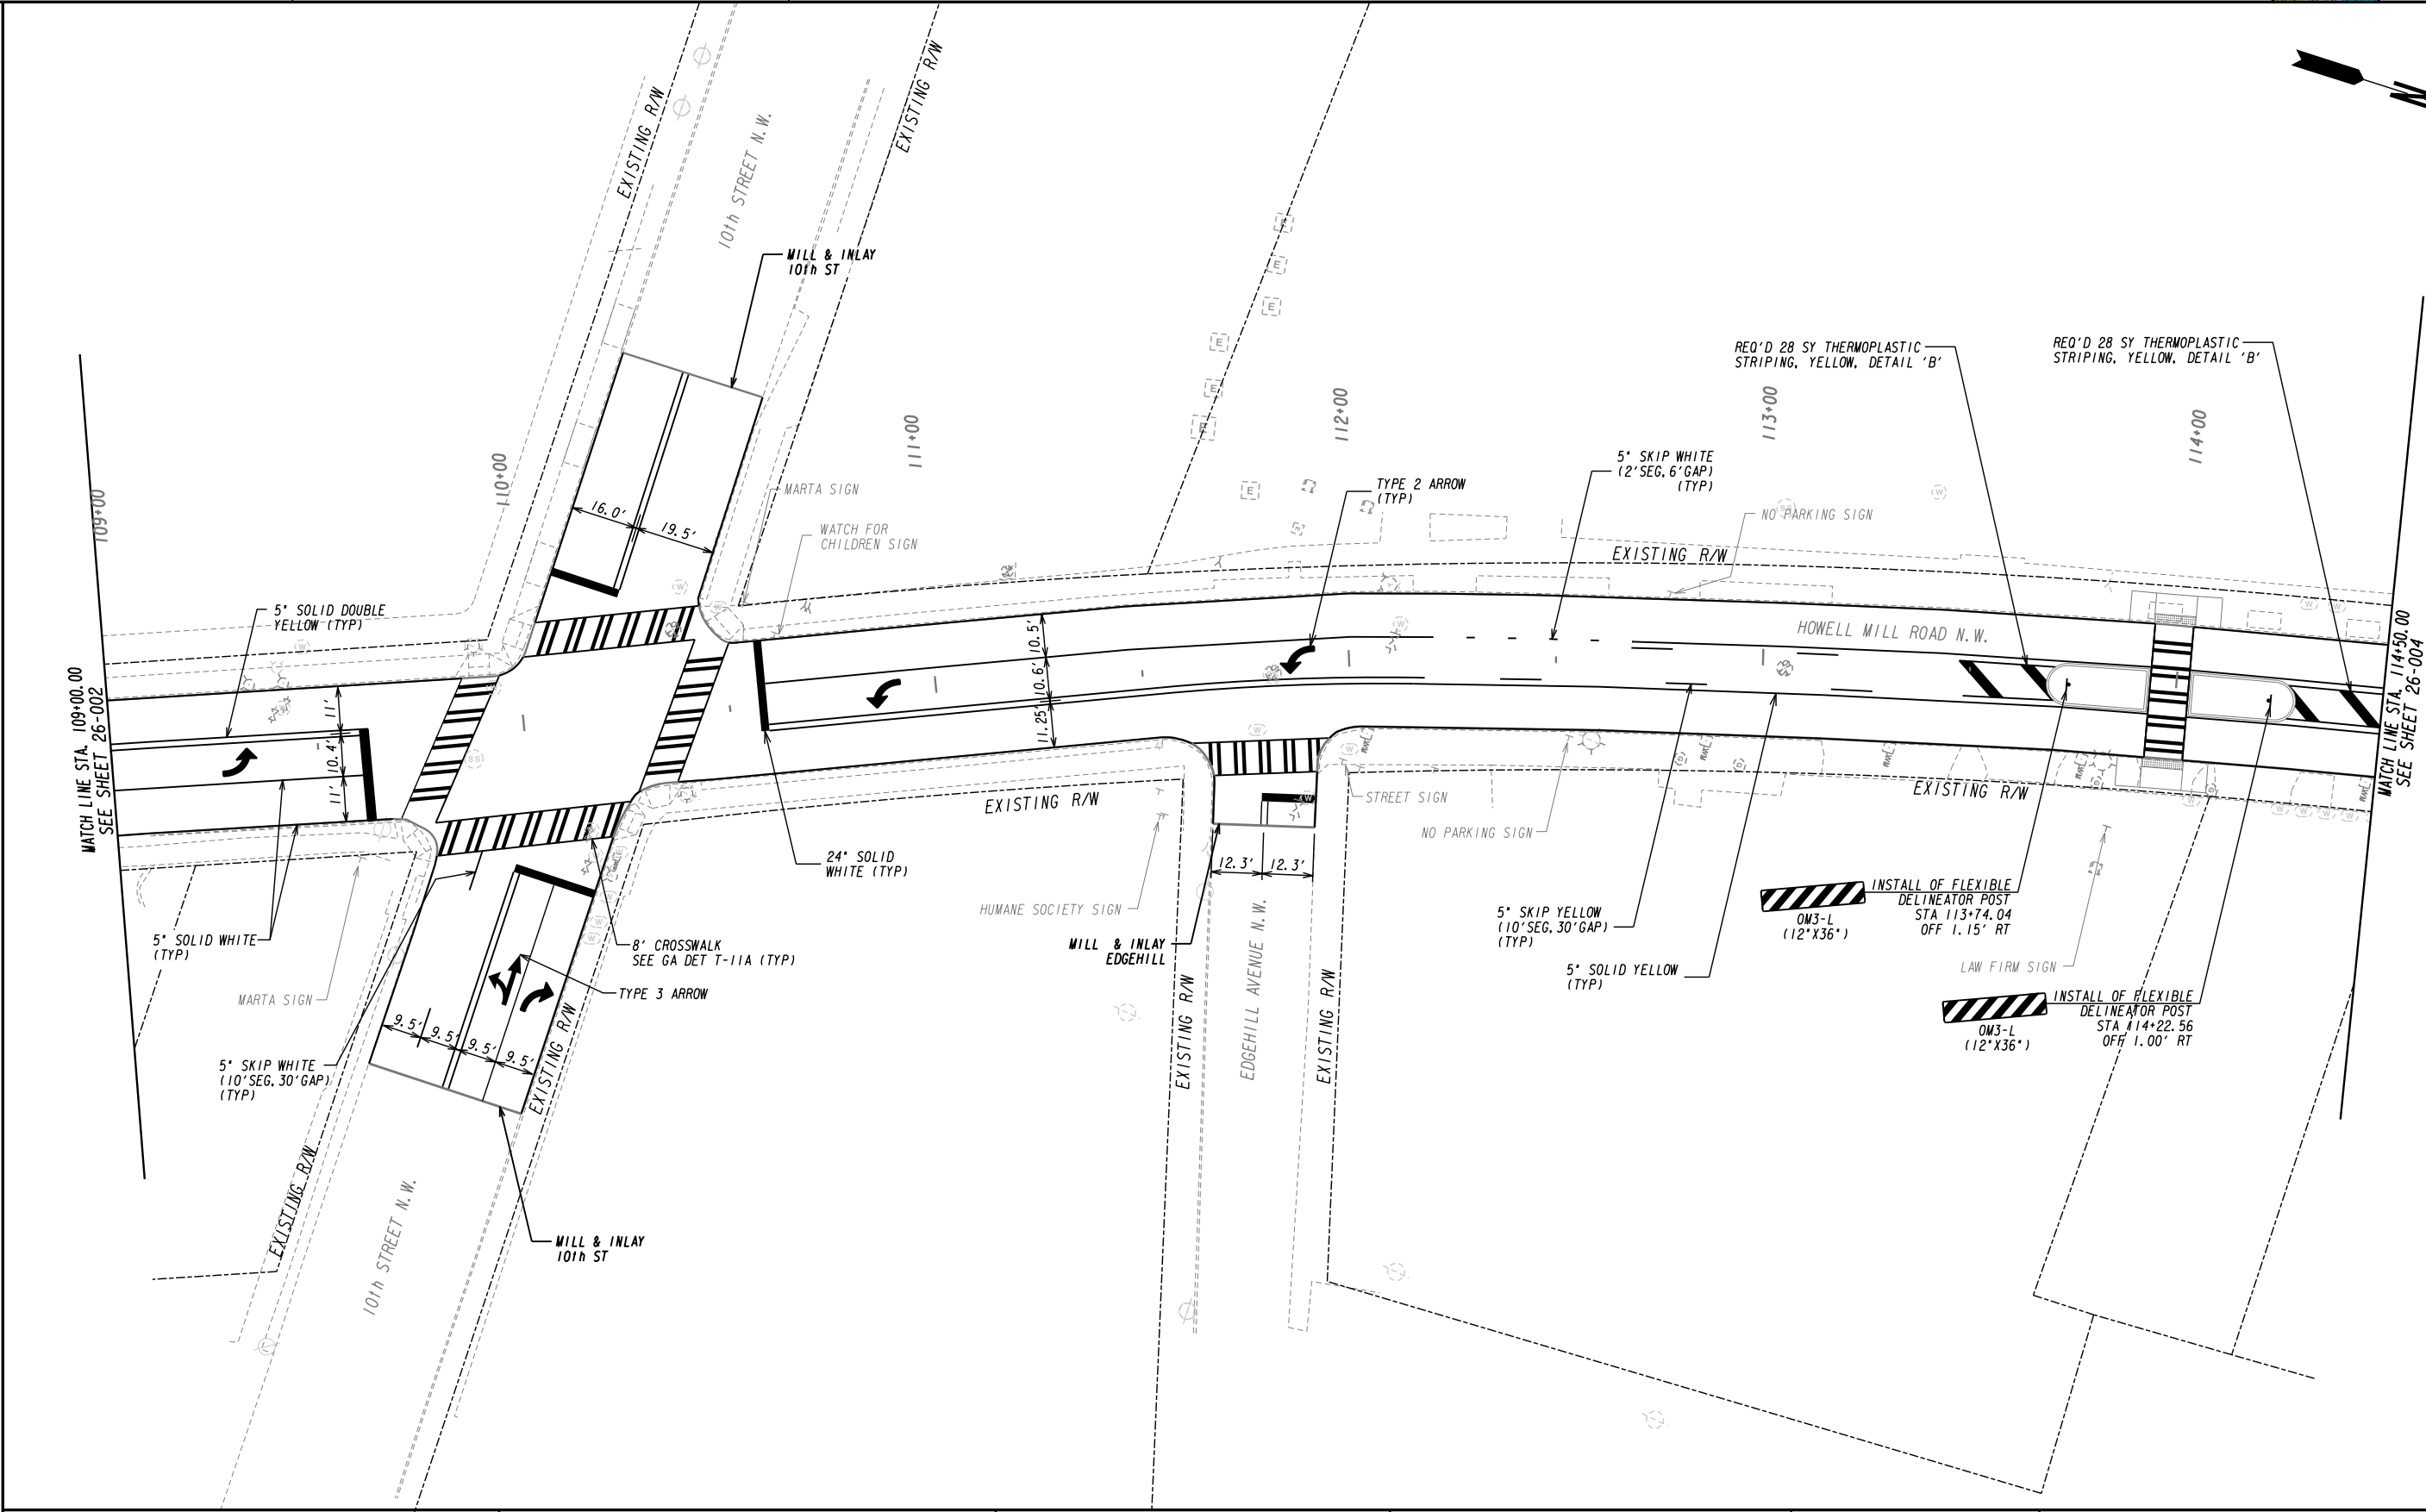 EXISTING R/W
10th STREET N.W.
EXISTING R/W
MILL & INLAY
10th ST
109+00
110+00
111+00
112+00
113+00
114+00
REQ'D 28 SY THERMOPLASTIC
STRIPING, YELLOW, DETAIL 'B'
REQ'D 28 SY THERMOPLASTIC
STRIPING, YELLOW, DETAIL 'B'
5" SKIP WHITE
(2'SEG, 6'GAP)
(TYP)
TYPE 2 ARROW
(TYP)
MARTA SIGN
WATCH FOR
CHILDREN SIGN
NO PARKING SIGN
EXISTING R/W
16.0'
19.5'
5" SOLID DOUBLE
YELLOW (TYP)
HOWELL MILL ROAD N.W.
10.5'
10.6'
11.25'
11'
10.4'
11'
MATCH LINE STA. 109+00.00
SEE SHEET 26-002
MATCH LINE STA. 114+50.00
SEE SHEET 26-004
EXISTING R/W
EXISTING R/W
STREET SIGN
NO PARKING SIGN
24" SOLID
WHITE (TYP)
12.3'
12.3'
HUMANE SOCIETY SIGN
MILL & INLAY
EDGEHILL
5" SKIP YELLOW
(10'SEG, 30'GAP)
(TYP)
5" SOLID YELLOW
(TYP)
INSTALL OF FLEXIBLE
DELINEATOR POST
STA 113+74.04
OFF 1.15' RT
OM3-L
(12"X36")
LAW FIRM SIGN
INSTALL OF FLEXIBLE
DELINEATOR POST
STA 114+22.56
OFF 1.00' RT
OM3-L
(12"X36")
5" SOLID WHITE
(TYP)
8' CROSSWALK
SEE GA DET T-11A (TYP)
TYPE 3 ARROW
MARTA SIGN
9.5'
9.5'
9.5'
9.5'
5" SKIP WHITE
(10'SEG, 30'GAP)
(TYP)
EXISTING R/W
EXISTING R/W
EDGEHILL AVENUE N.W.
EXISTING R/W
EXISTING R/W
10th STREET N.W.
MILL & INLAY
10th ST
E
E
E
E
E
E
E
W
W
W
W
SS